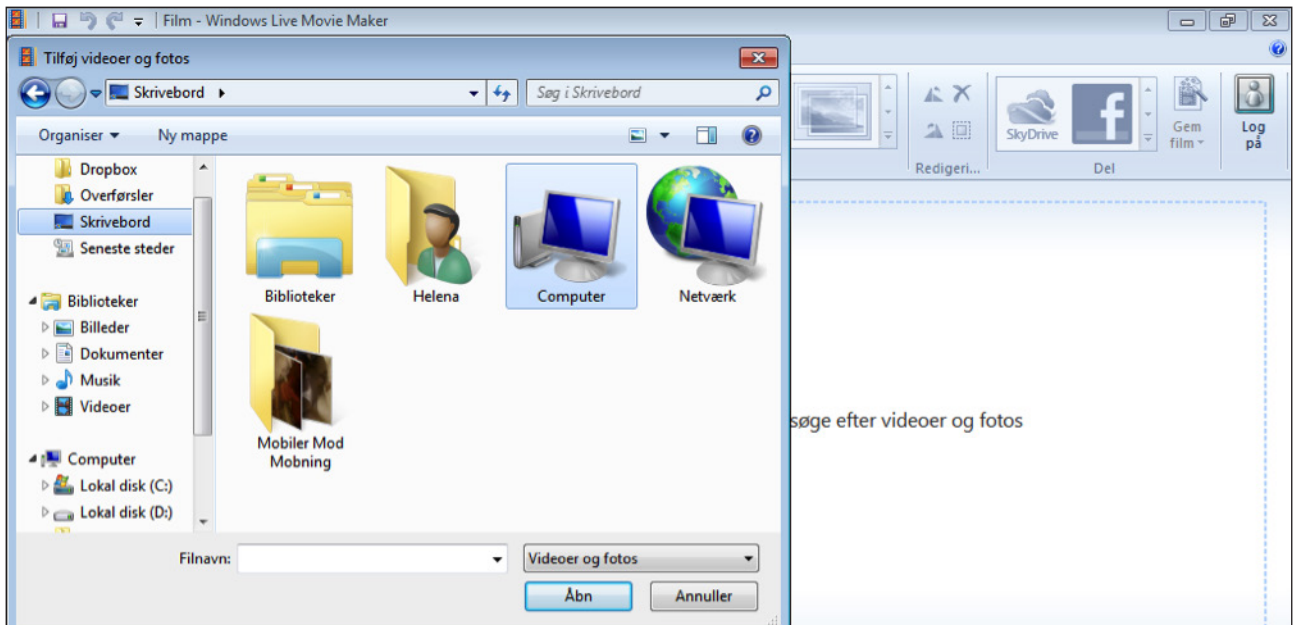 Film - Windows Live Movie Maker
Tilføj videoer og fotos
Skrivebord
Søg i Skrivebord
Organiser
Ny mappe
Dropbox
Overførsler
Skrivebord
Seneste steder
Biblioteker
Billeder
Dokumenter
Musik
Videoer
Computer
Lokal disk (C:)
Lokal disk (D:)
Biblioteker
Helena
Computer
Netværk
Mobiler Mod
Mobning
Filnavn:
Videoer og fotos
Åbn
Annuller
SkyDrive
f
Gem
film
Log
på
Redigeri...
Del
søge efter videoer og fotos